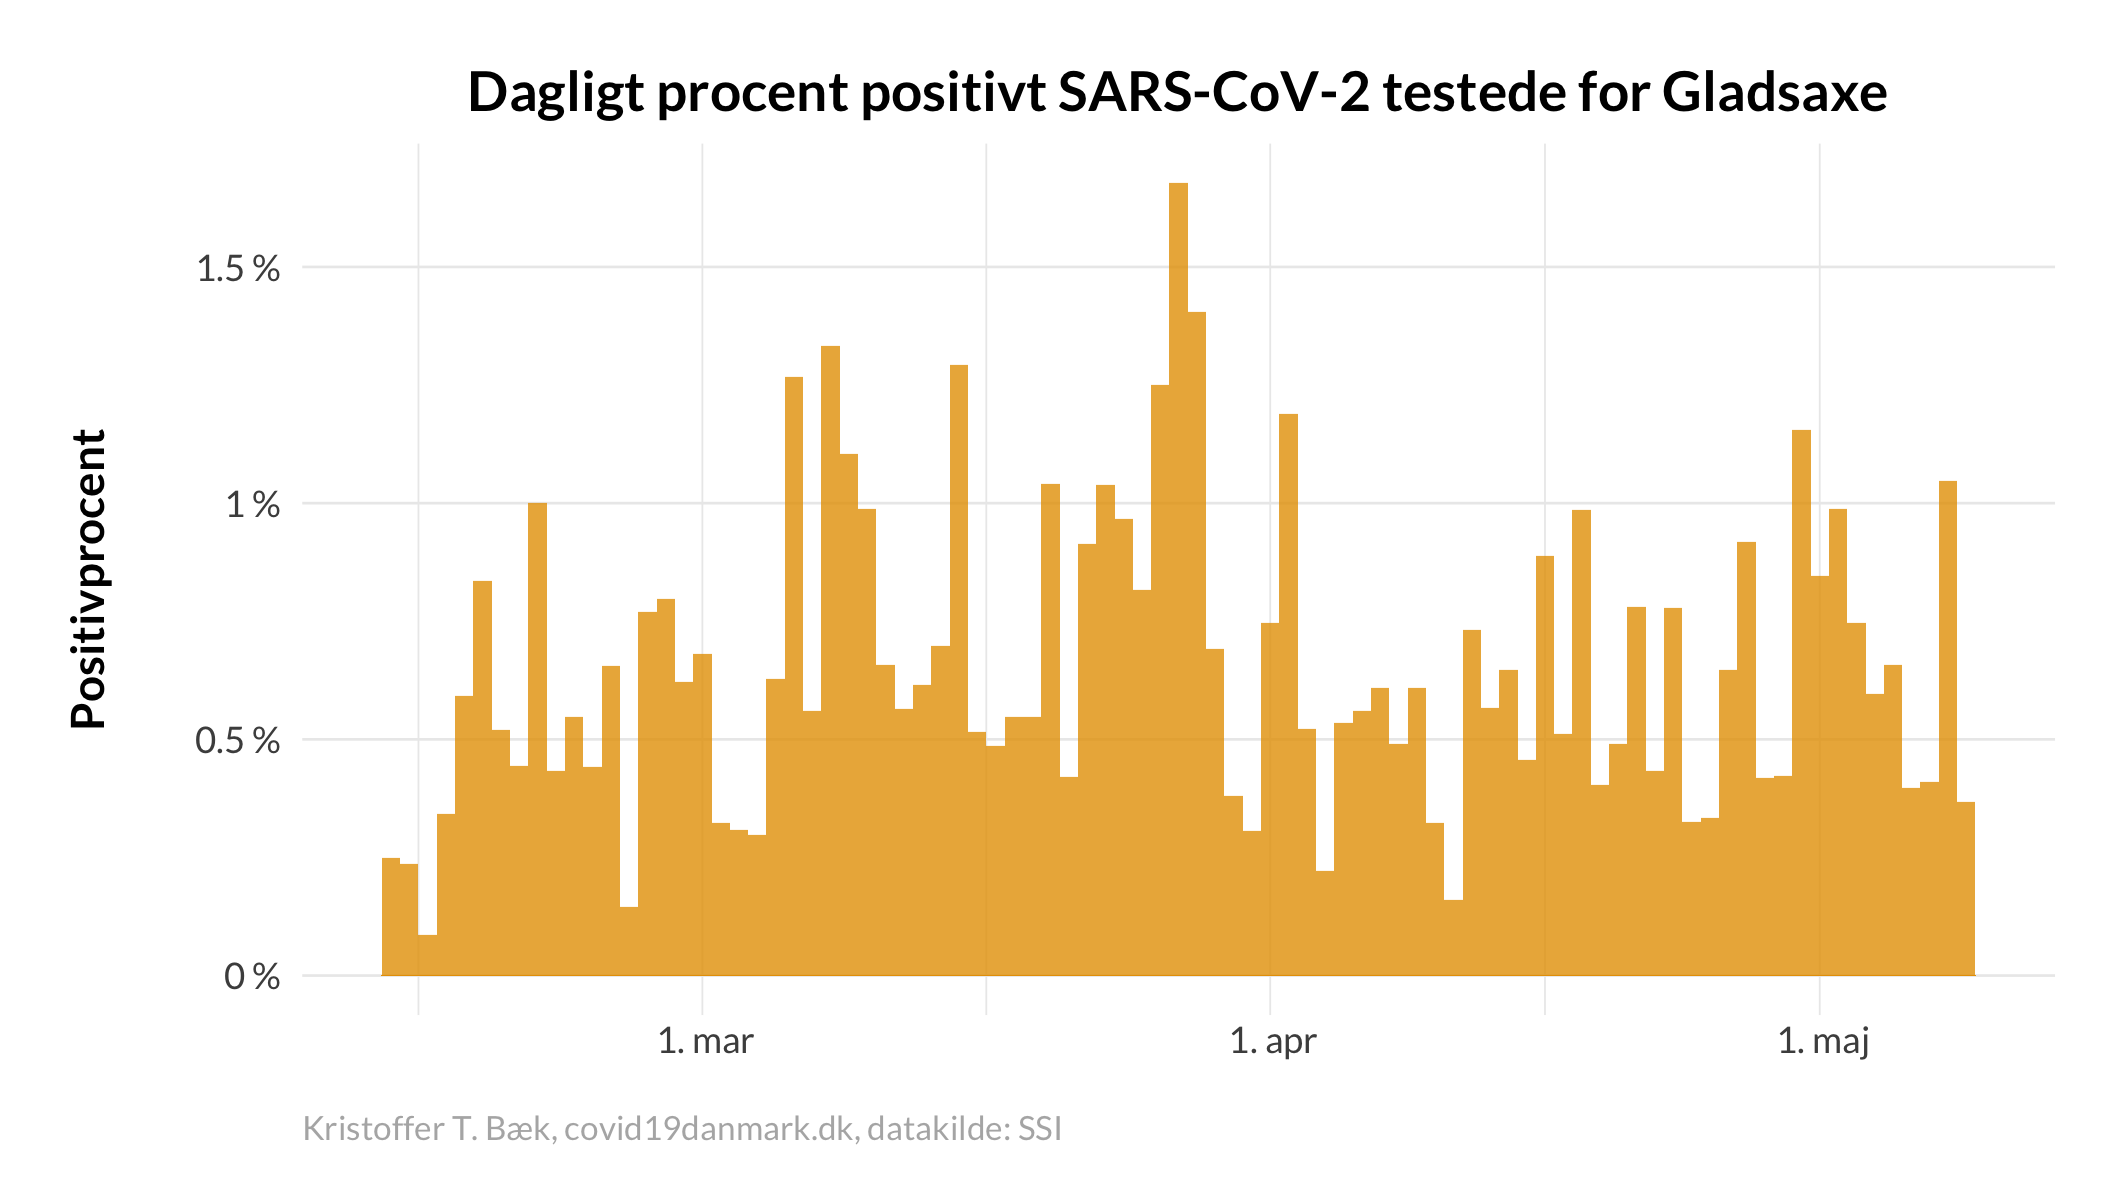 Dagligt procent positivt SARS-CoV-2 testede for Gladsaxe
Positivprocent
1.5 %
1 %
0.5 %
0 %
1. mar
1. apr
1. maj
Kristoffer T. Bæk, covid19danmark.dk, datakilde: SSI